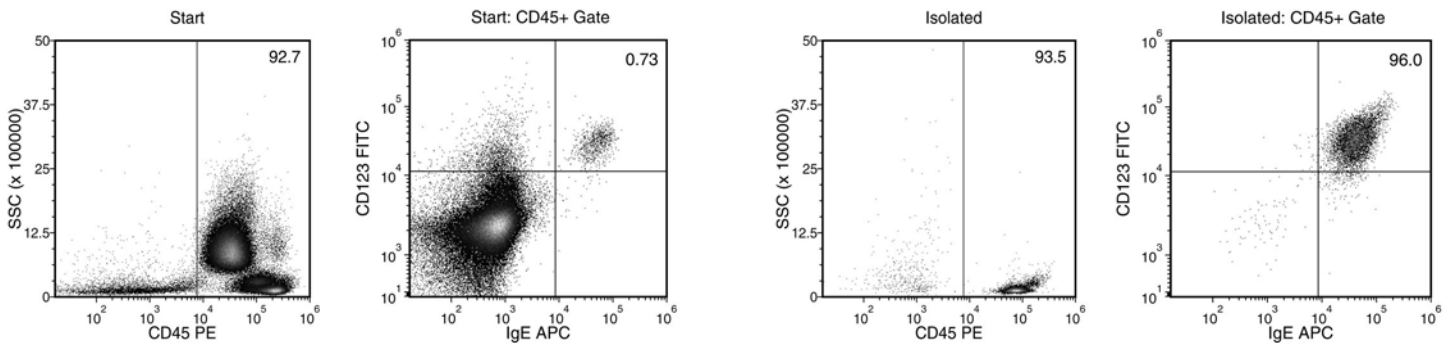 Start
92.7
50
37.5
25
12.5
0
SSC (x 100000)
10² 10³ 10⁴ 10⁵ 10⁶
CD45 PE
Start: CD45+ Gate
0.73
10⁶
10⁵
10⁴
10³
10¹
CD123 FITC
10² 10³ 10⁴ 10⁵ 10⁶
IgE APC
Isolated
93.5
50
37.5
25
12.5
0
SSC (x 100000)
10² 10³ 10⁴ 10⁵ 10⁶
CD45 PE
Isolated: CD45+ Gate
96.0
10⁶
10⁵
10⁴
10³
10¹
CD123 FITC
10² 10³ 10⁴ 10⁵ 10⁶
IgE APC